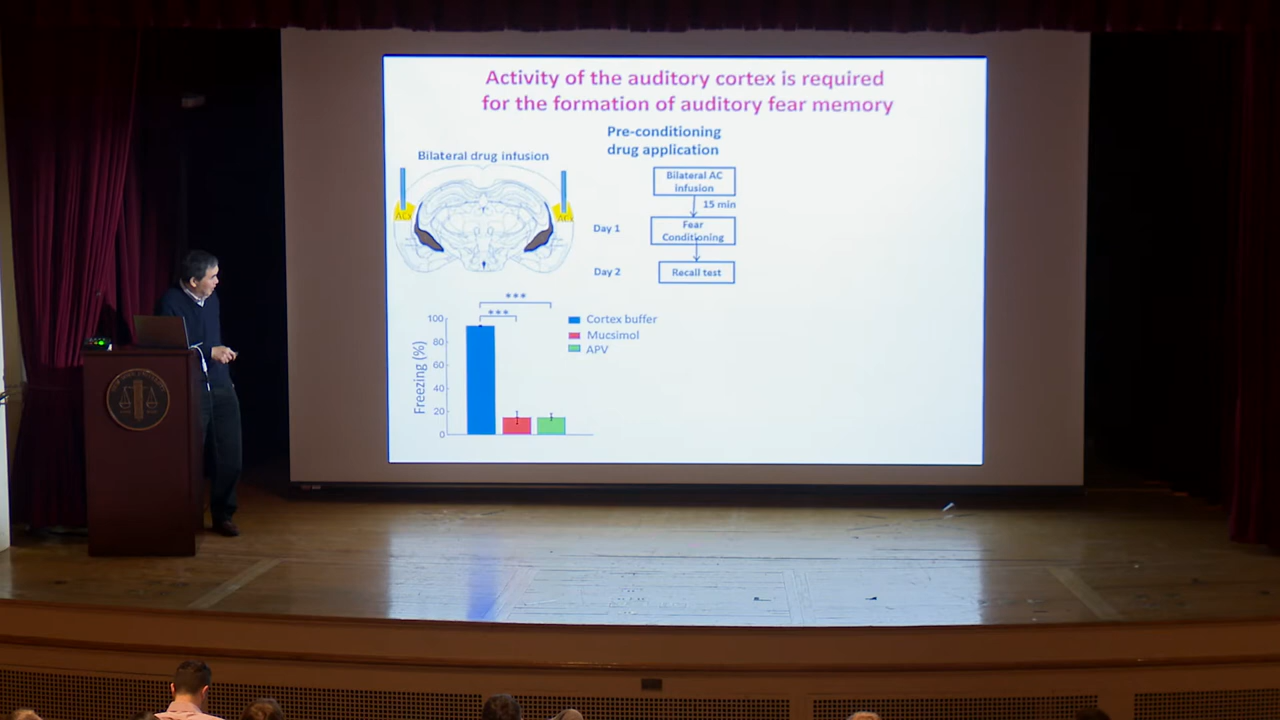 Activity of the auditory cortex is required
for the formation of auditory fear memory
Pre-conditioning
drug application
Bilateral drug infusion
ACx
ACx
Bilateral AC
infusion
15 min
Day 1
Fear
Conditioning
Day 2
Recall test
***
***
Freezing (%)
100
80
60
40
20
0
Cortex buffer
Mucsimol
APV